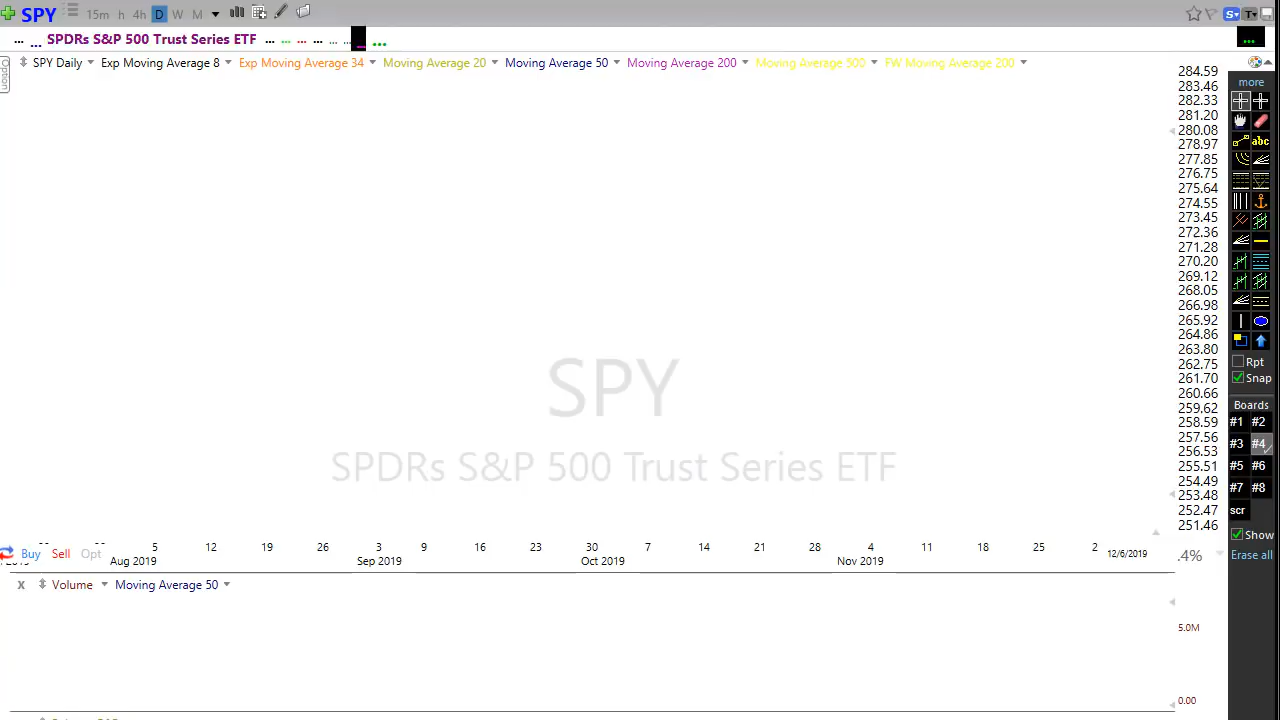 SPY 15m h 4h D W M S T
SPDRs S&P 500 Trust Series ETF
Option
SPY Daily Exp Moving Average 8 Exp Moving Average 34 Moving Average 20 Moving Average 50 Moving Average 200 Moving Average 500 FW Moving Average 200
284.59
283.46
282.33
281.20
280.08
278.97
277.85
276.75
275.64
274.55
273.45
272.36
271.28
270.20
269.12
268.05
266.98
265.92
264.86
263.80
262.75
261.70
260.66
259.62
258.59
257.56
256.53
255.51
254.49
253.48
252.47
251.46
SPY
SPDRs S&P 500 Trust Series ETF
5 12 19 26 3 9 16 23 30 7 14 21 28 4 11 18 25 2 12/6/2019
Aug 2019 Sep 2019 Oct 2019 Nov 2019
Buy Sell Opt
.4%
x Volume Moving Average 50
5.0M
0.00
more
abc
Rpt
Snap
Boards
#1 #2
#3 #4
#5 #6
#7 #8
scr
Show
Erase all